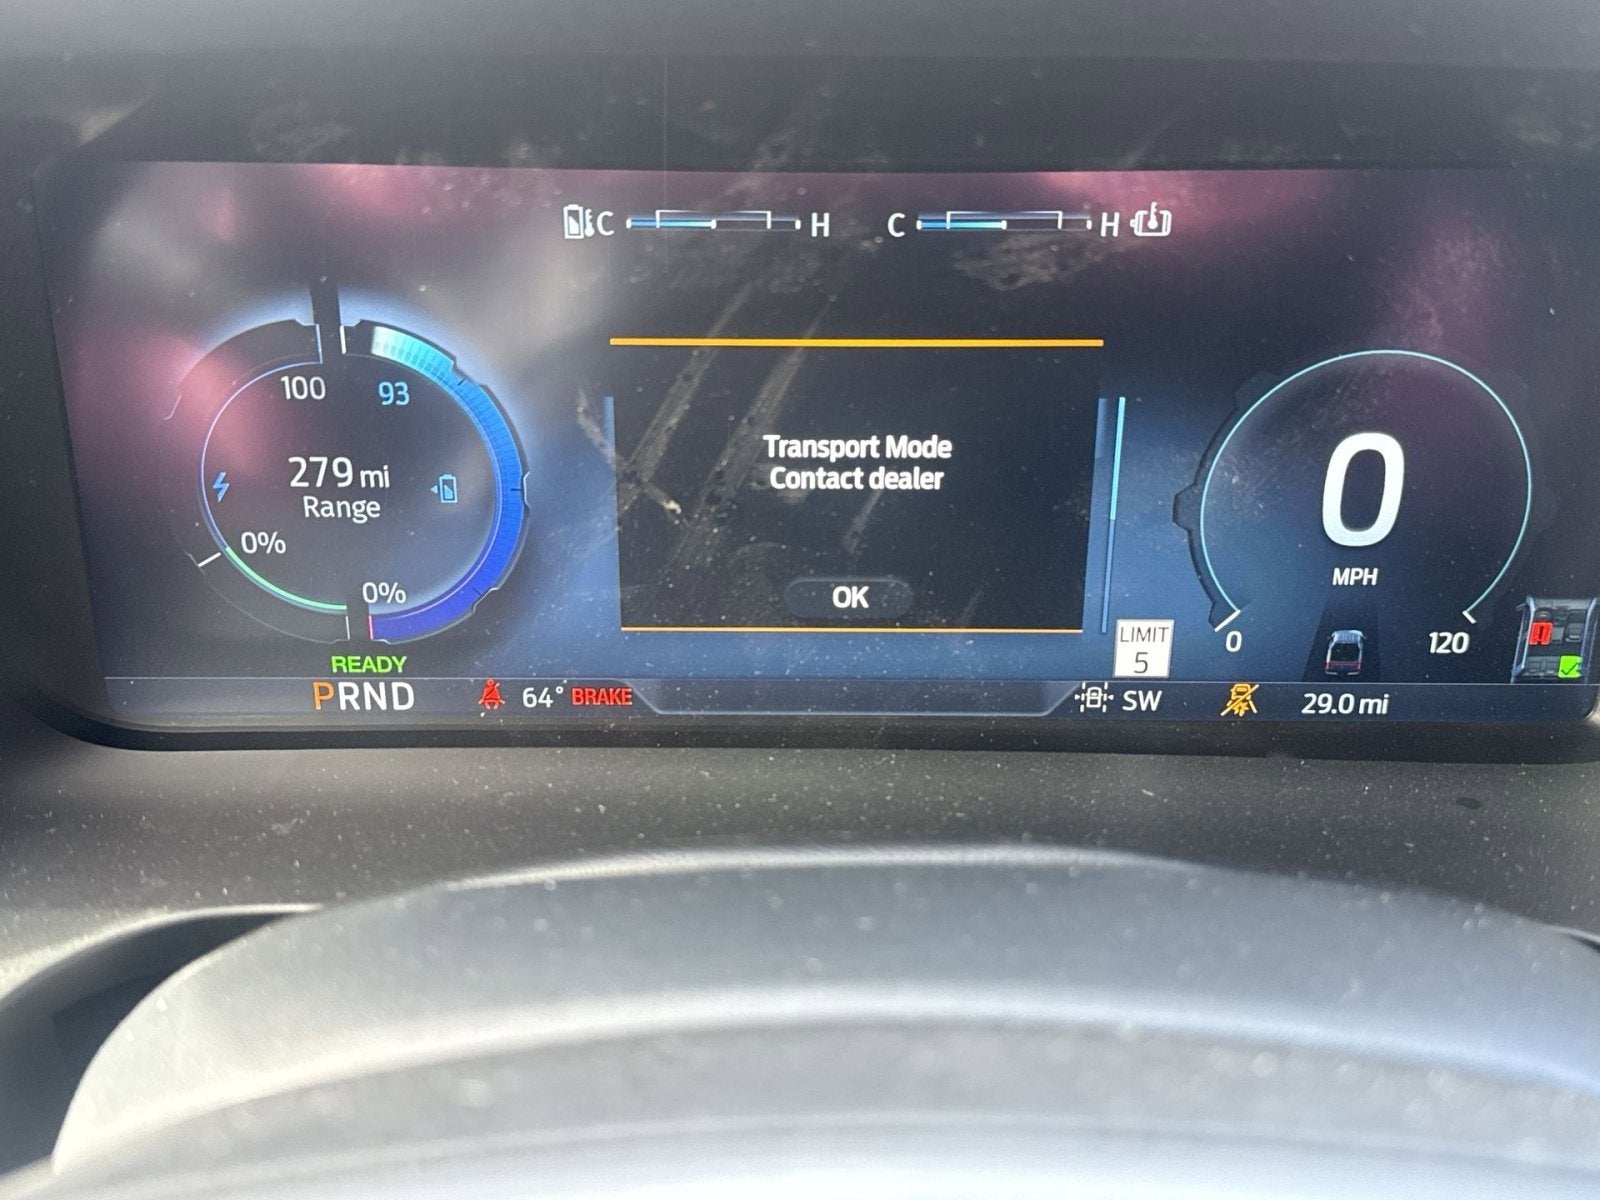 C H C H
100 93
279 mi
Range
0%
0%
READY
PRND
64° BRAKE
Transport Mode
Contact dealer
OK
LIMIT
5
SW
0
MPH
0 120
29.0 mi